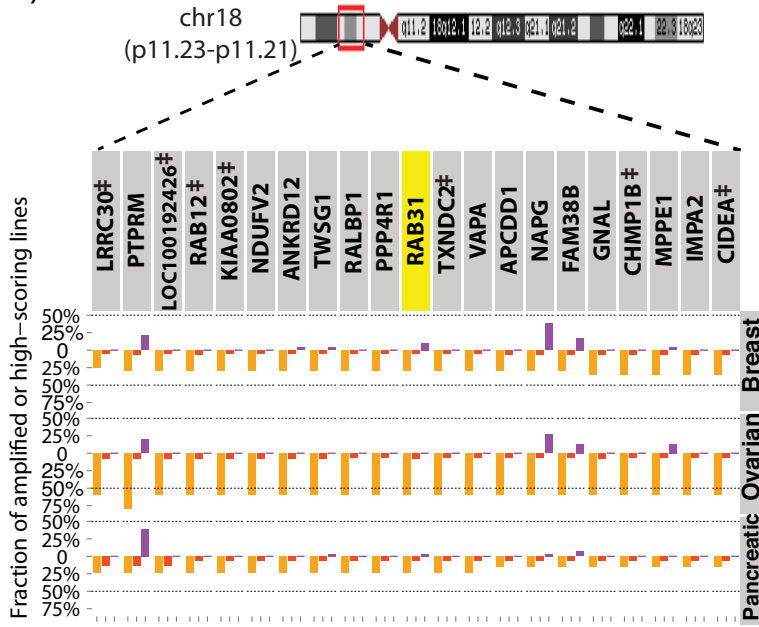 )
chr18
(p11.23-p11.21)
q11.2 18q12.1 12.2 q12.3 q21.1 q21.2 q22.1 22.3 18q23
LRRC30‡
PTPRM
LOC100192426‡
RAB12‡
KIAA0802‡
NDUFV2
ANKRD12
TWSG1
RALBP1
PPP4R1
RAB31
TXNDC2‡
VAPA
APCDD1
NAPG
FAM38B
GNAL
CHMP1B‡
MPPE1
IMPA2
CIDEA‡
Fraction of amplified or high−scoring lines
50%
25%
0
25%
50%
75%
Breast
50%
25%
0
25%
50%
75%
Ovarian
50%
25%
0
25%
50%
75%
Pancreatic